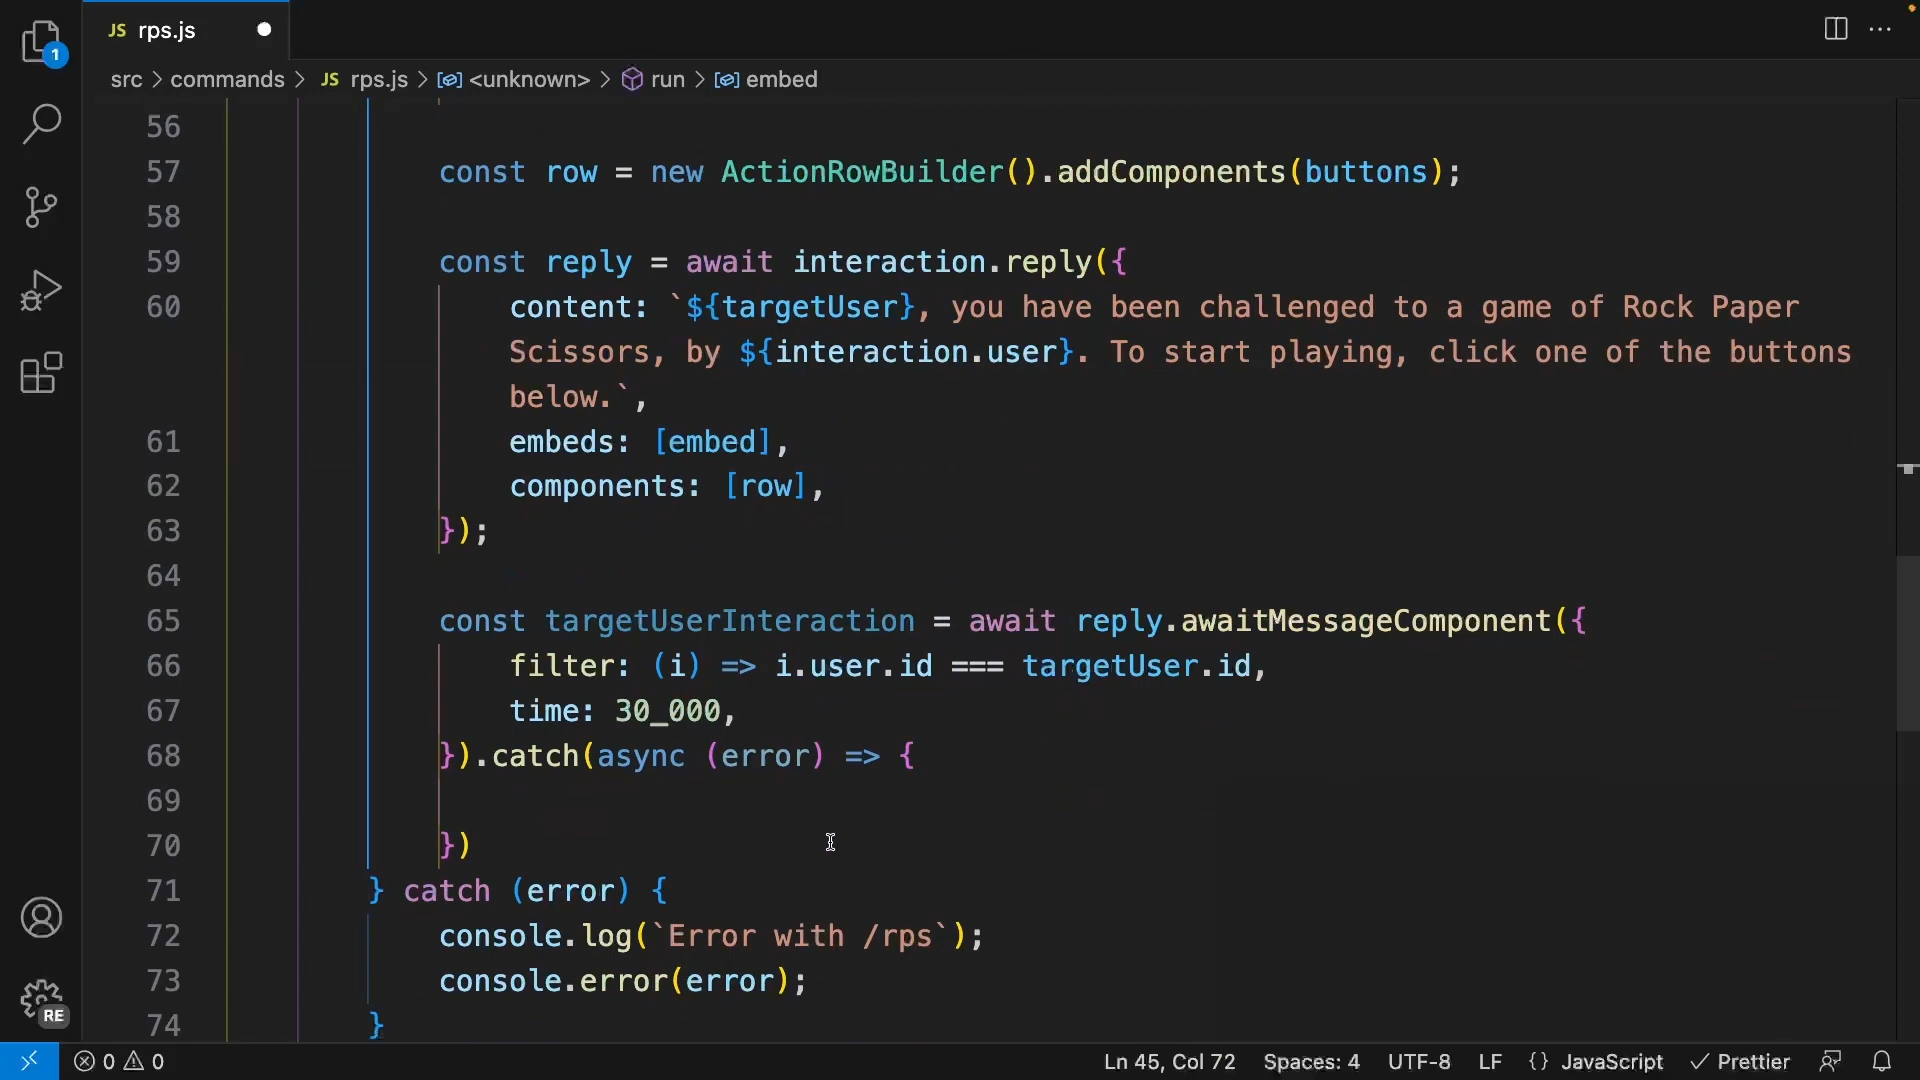 JS rps.js
1
src > commands > JS rps.js > <unknown> > run > embed
56
57 const row = new ActionRowBuilder().addComponents(buttons);
58
59 const reply = await interaction.reply({
60 content: `${targetUser}, you have been challenged to a game of Rock Paper
Scissors, by ${interaction.user}. To start playing, click one of the buttons
below.`,
61 embeds: [embed],
62 components: [row],
63 });
64
65 const targetUserInteraction = await reply.awaitMessageComponent({
66 filter: (i) => i.user.id === targetUser.id,
67 time: 30_000,
68 }).catch(async (error) => {
69
70 })
71 } catch (error) {
72 console.log(`Error with /rps`);
73 console.error(error);
74 }
RE
0 0 Ln 45, Col 72 Spaces: 4 UTF-8 LF {} JavaScript Prettier